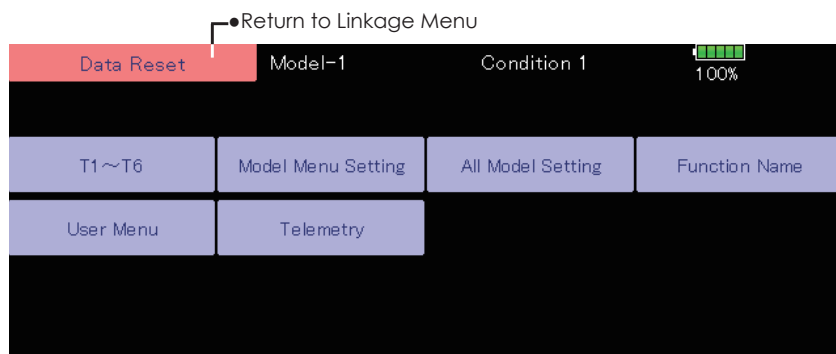 ●Return to Linkage Menu
Data Reset Model-1 Condition 1 100%
T1～T6 Model Menu Setting All Model Setting Function Name
User Menu Telemetry